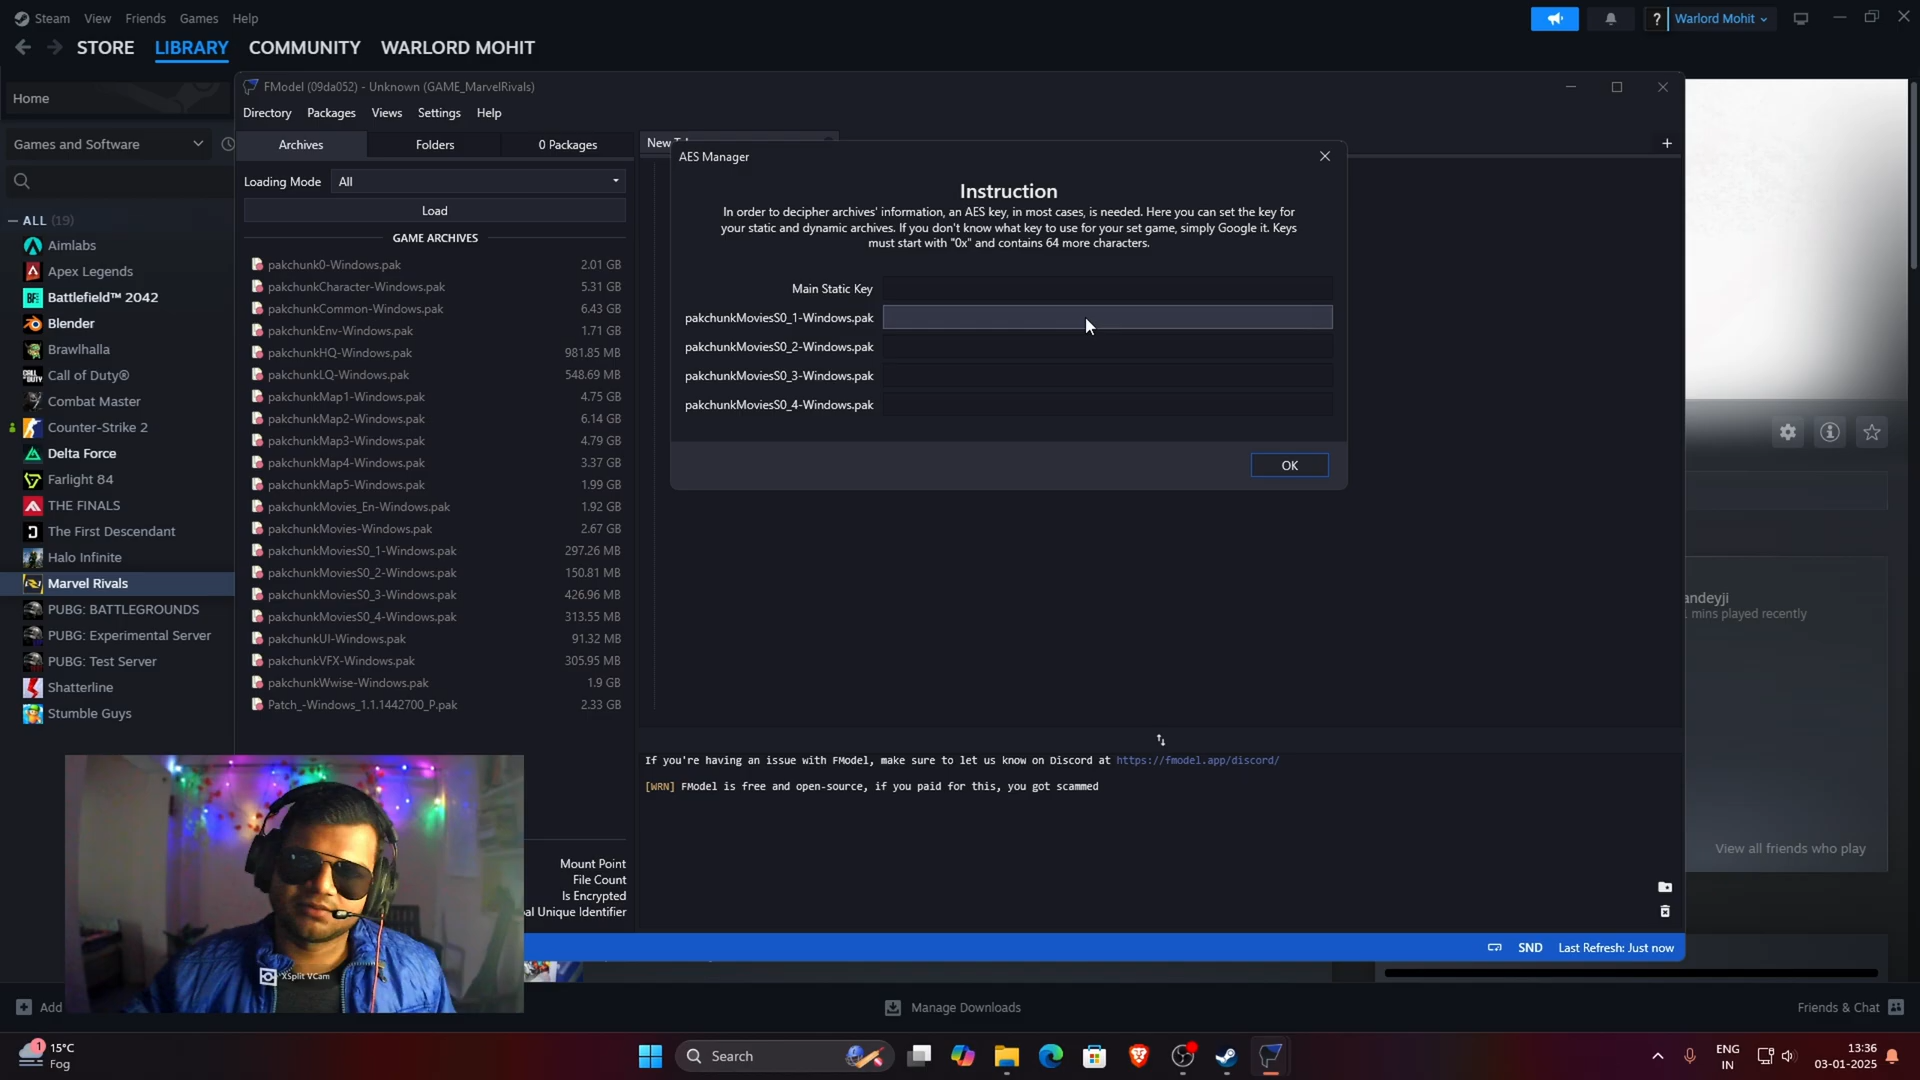 Steam View Friends Games Help
? Warlord Mohit
STORE LIBRARY COMMUNITY WARLORD MOHIT
Home
Games and Software
ALL (19)
Aimlabs
Apex Legends
Battlefield™ 2042
Blender
Brawlhalla
Call of Duty®
Combat Master
Counter-Strike 2
Delta Force
Farlight 84
THE FINALS
The First Descendant
Halo Infinite
Marvel Rivals
PUBG: BATTLEGROUNDS
PUBG: Experimental Server
PUBG: Test Server
Shatterline
Stumble Guys
FModel (09da052) - Unknown (GAME_MarvelRivals)
Directory Packages Views Settings Help
Archives Folders 0 Packages
Loading Mode All
Load
GAME ARCHIVES
pakchunk0-Windows.pak 2.01 GB
pakchunkCharacter-Windows.pak 5.31 GB
pakchunkCommon-Windows.pak 6.43 GB
pakchunkEnv-Windows.pak 1.71 GB
pakchunkHQ-Windows.pak 981.85 MB
pakchunkLQ-Windows.pak 548.69 MB
pakchunkMap1-Windows.pak 4.75 GB
pakchunkMap2-Windows.pak 6.14 GB
pakchunkMap3-Windows.pak 4.79 GB
pakchunkMap4-Windows.pak 3.37 GB
pakchunkMap5-Windows.pak 1.99 GB
pakchunkMovies_En-Windows.pak 1.92 GB
pakchunkMovies-Windows.pak 2.67 GB
pakchunkMoviesS0_1-Windows.pak 297.26 MB
pakchunkMoviesS0_2-Windows.pak 150.81 MB
pakchunkMoviesS0_3-Windows.pak 426.96 MB
pakchunkMoviesS0_4-Windows.pak 313.55 MB
pakchunkUI-Windows.pak 91.32 MB
pakchunkVFX-Windows.pak 305.95 MB
pakchunkWwise-Windows.pak 1.9 GB
Patch_-Windows_1.1.1442700_P.pak 2.33 GB
Mount Point
File Count
Is Encrypted
al Unique Identifier
New
AES Manager
Instruction
In order to decipher archives' information, an AES key, in most cases, is needed. Here you can set the key for
your static and dynamic archives. If you don't know what key to use for your set game, simply Google it. Keys
must start with "0x" and contains 64 more characters.
Main Static Key
pakchunkMoviesS0_1-Windows.pak
pakchunkMoviesS0_2-Windows.pak
pakchunkMoviesS0_3-Windows.pak
pakchunkMoviesS0_4-Windows.pak
OK
If you're having an issue with FModel, make sure to let us know on Discord at https://fmodel.app/discord/
[WRN] FModel is free and open-source, if you paid for this, you got scammed
SND Last Refresh: Just now
andeyji
mins played recently
View all friends who play
XSplit VCam
Add
Manage Downloads
Friends & Chat
1
15°C
Fog
Search
ENG
IN
13:36
03-01-2025